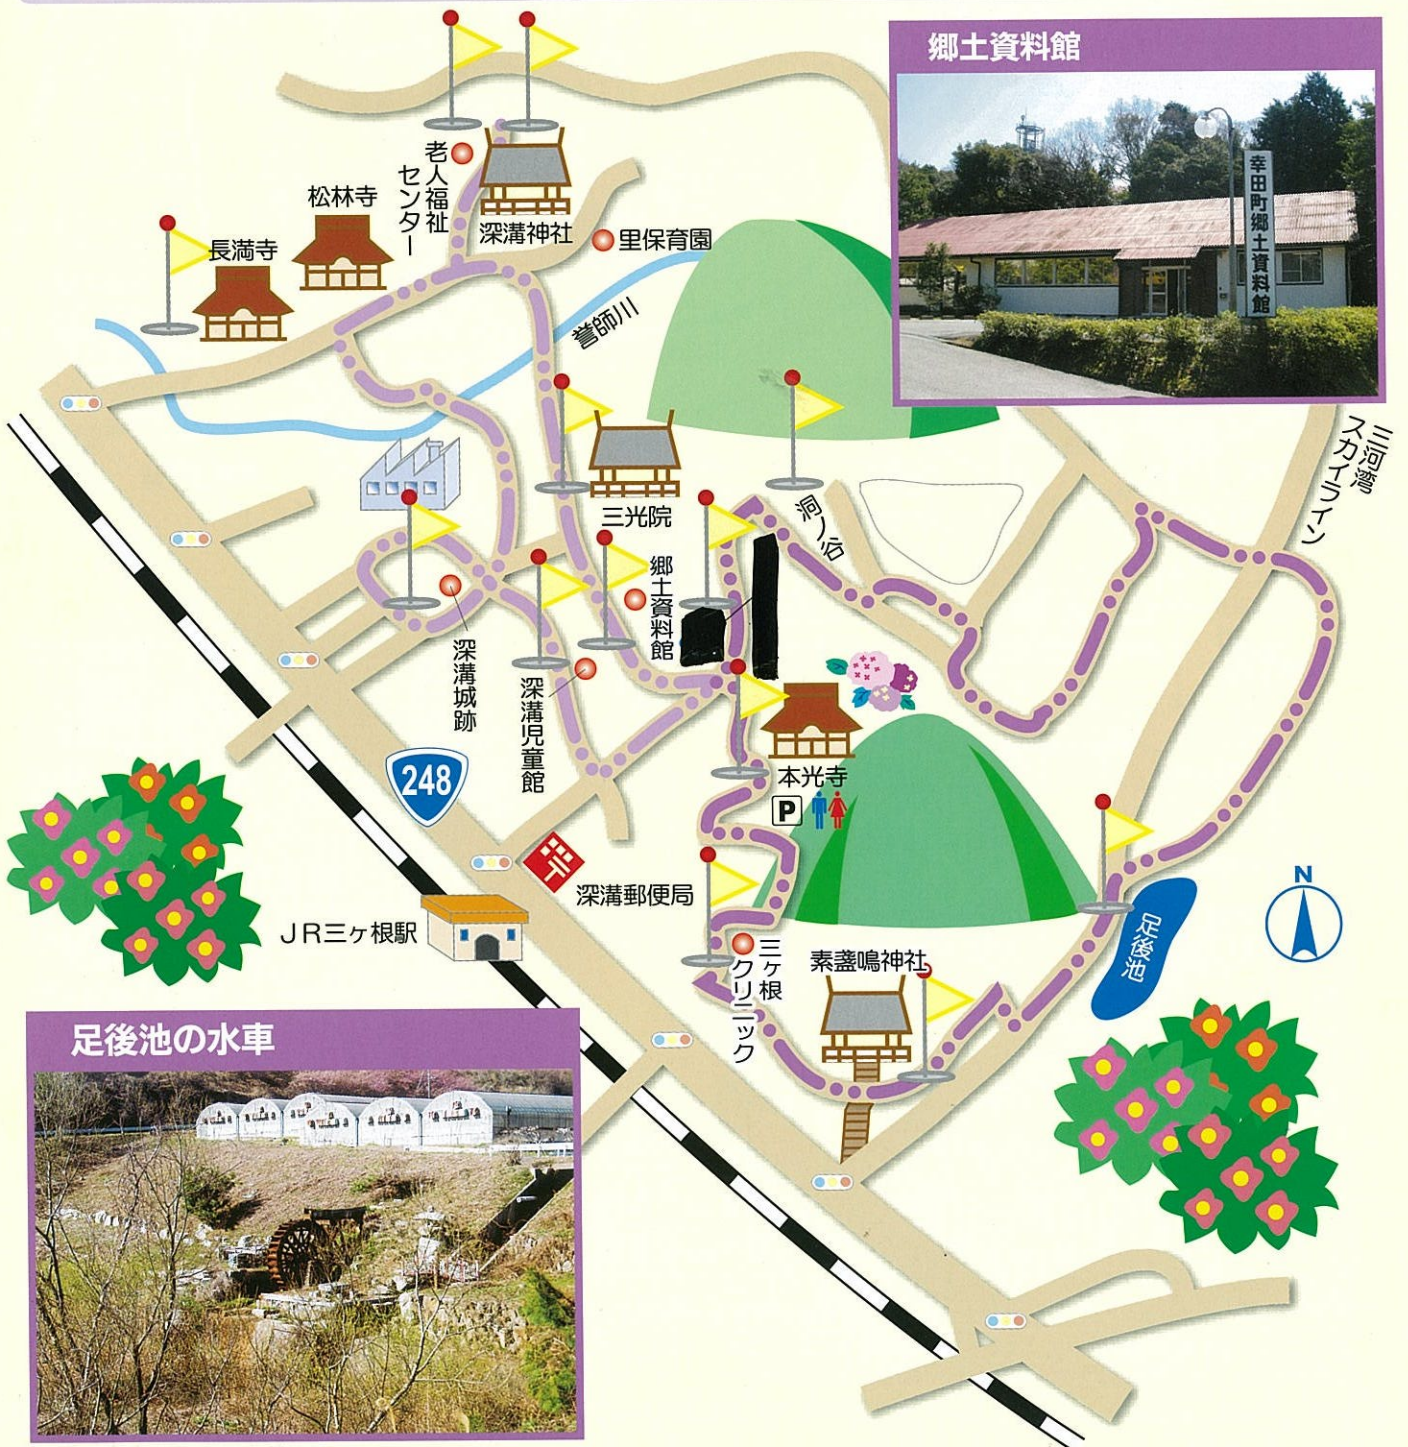 郷土資料館
幸田町郷土資料館
老人福祉
センター
松林寺
深溝神社
里保育園
長満寺
誉師川
三河湾
スカイライン
三光院
洞ノ谷
郷土資料館
深溝城跡
深溝児童館
本光寺
P
248
深溝郵便局
JR三ヶ根駅
三ヶ根
クリニック
素盞鳴神社
足後池
N
足後池の水車